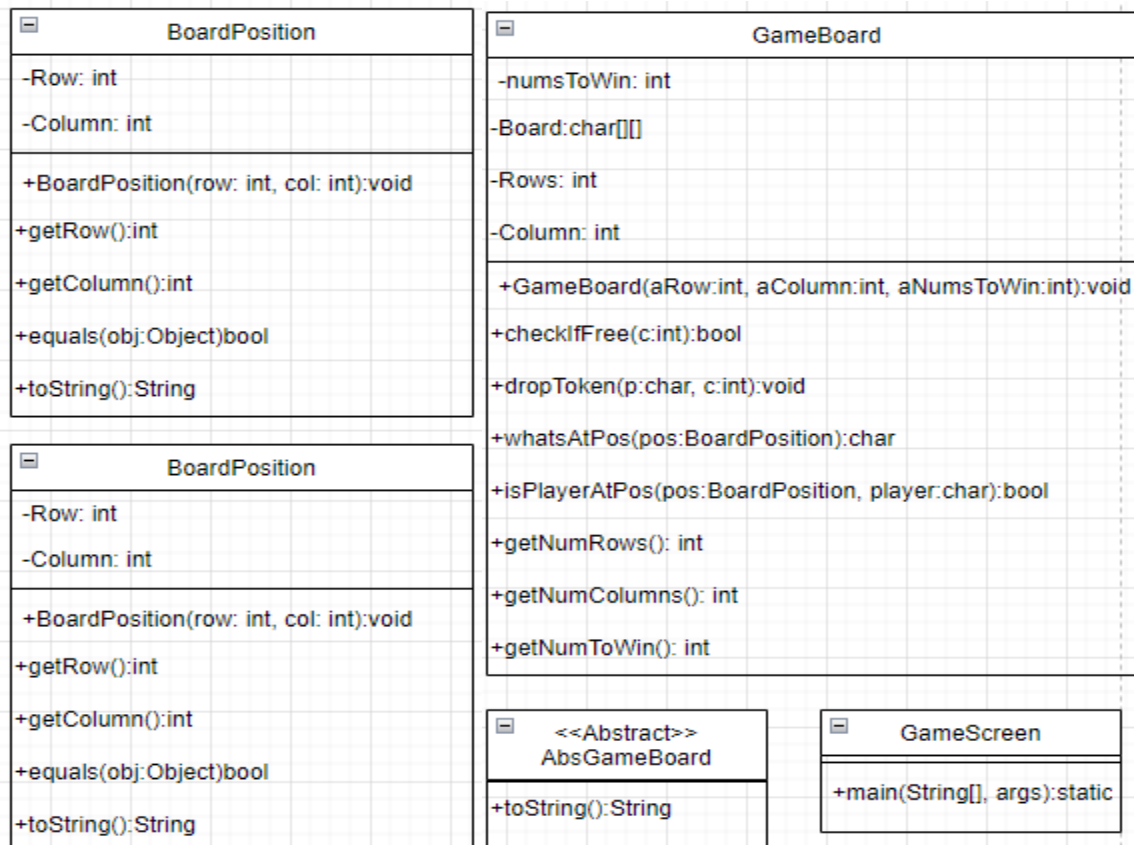 BoardPosition
-Row: int
-Column: int
+BoardPosition(row: int, col: int):void
+getRow():int
+getColumn():int
+equals(obj:Object)bool
+toString():String
BoardPosition
-Row: int
-Column: int
+BoardPosition(row: int, col: int):void
+getRow():int
+getColumn():int
+equals(obj:Object)bool
+toString():String
GameBoard
-numsToWin: int
-Board:char[][]
-Rows: int
-Column: int
+GameBoard(aRow:int, aColumn:int, aNumsToWin:int):void
+checkIfFree(c:int):bool
+dropToken(p:char, c:int):void
+whatsAtPos(pos:BoardPosition):char
+isPlayerAtPos(pos:BoardPosition, player:char):bool
+getNumRows(): int
+getNumColumns(): int
+getNumToWin(): int
<<Abstract>>
AbsGameBoard
+toString():String
GameScreen
+main(String[], args):static